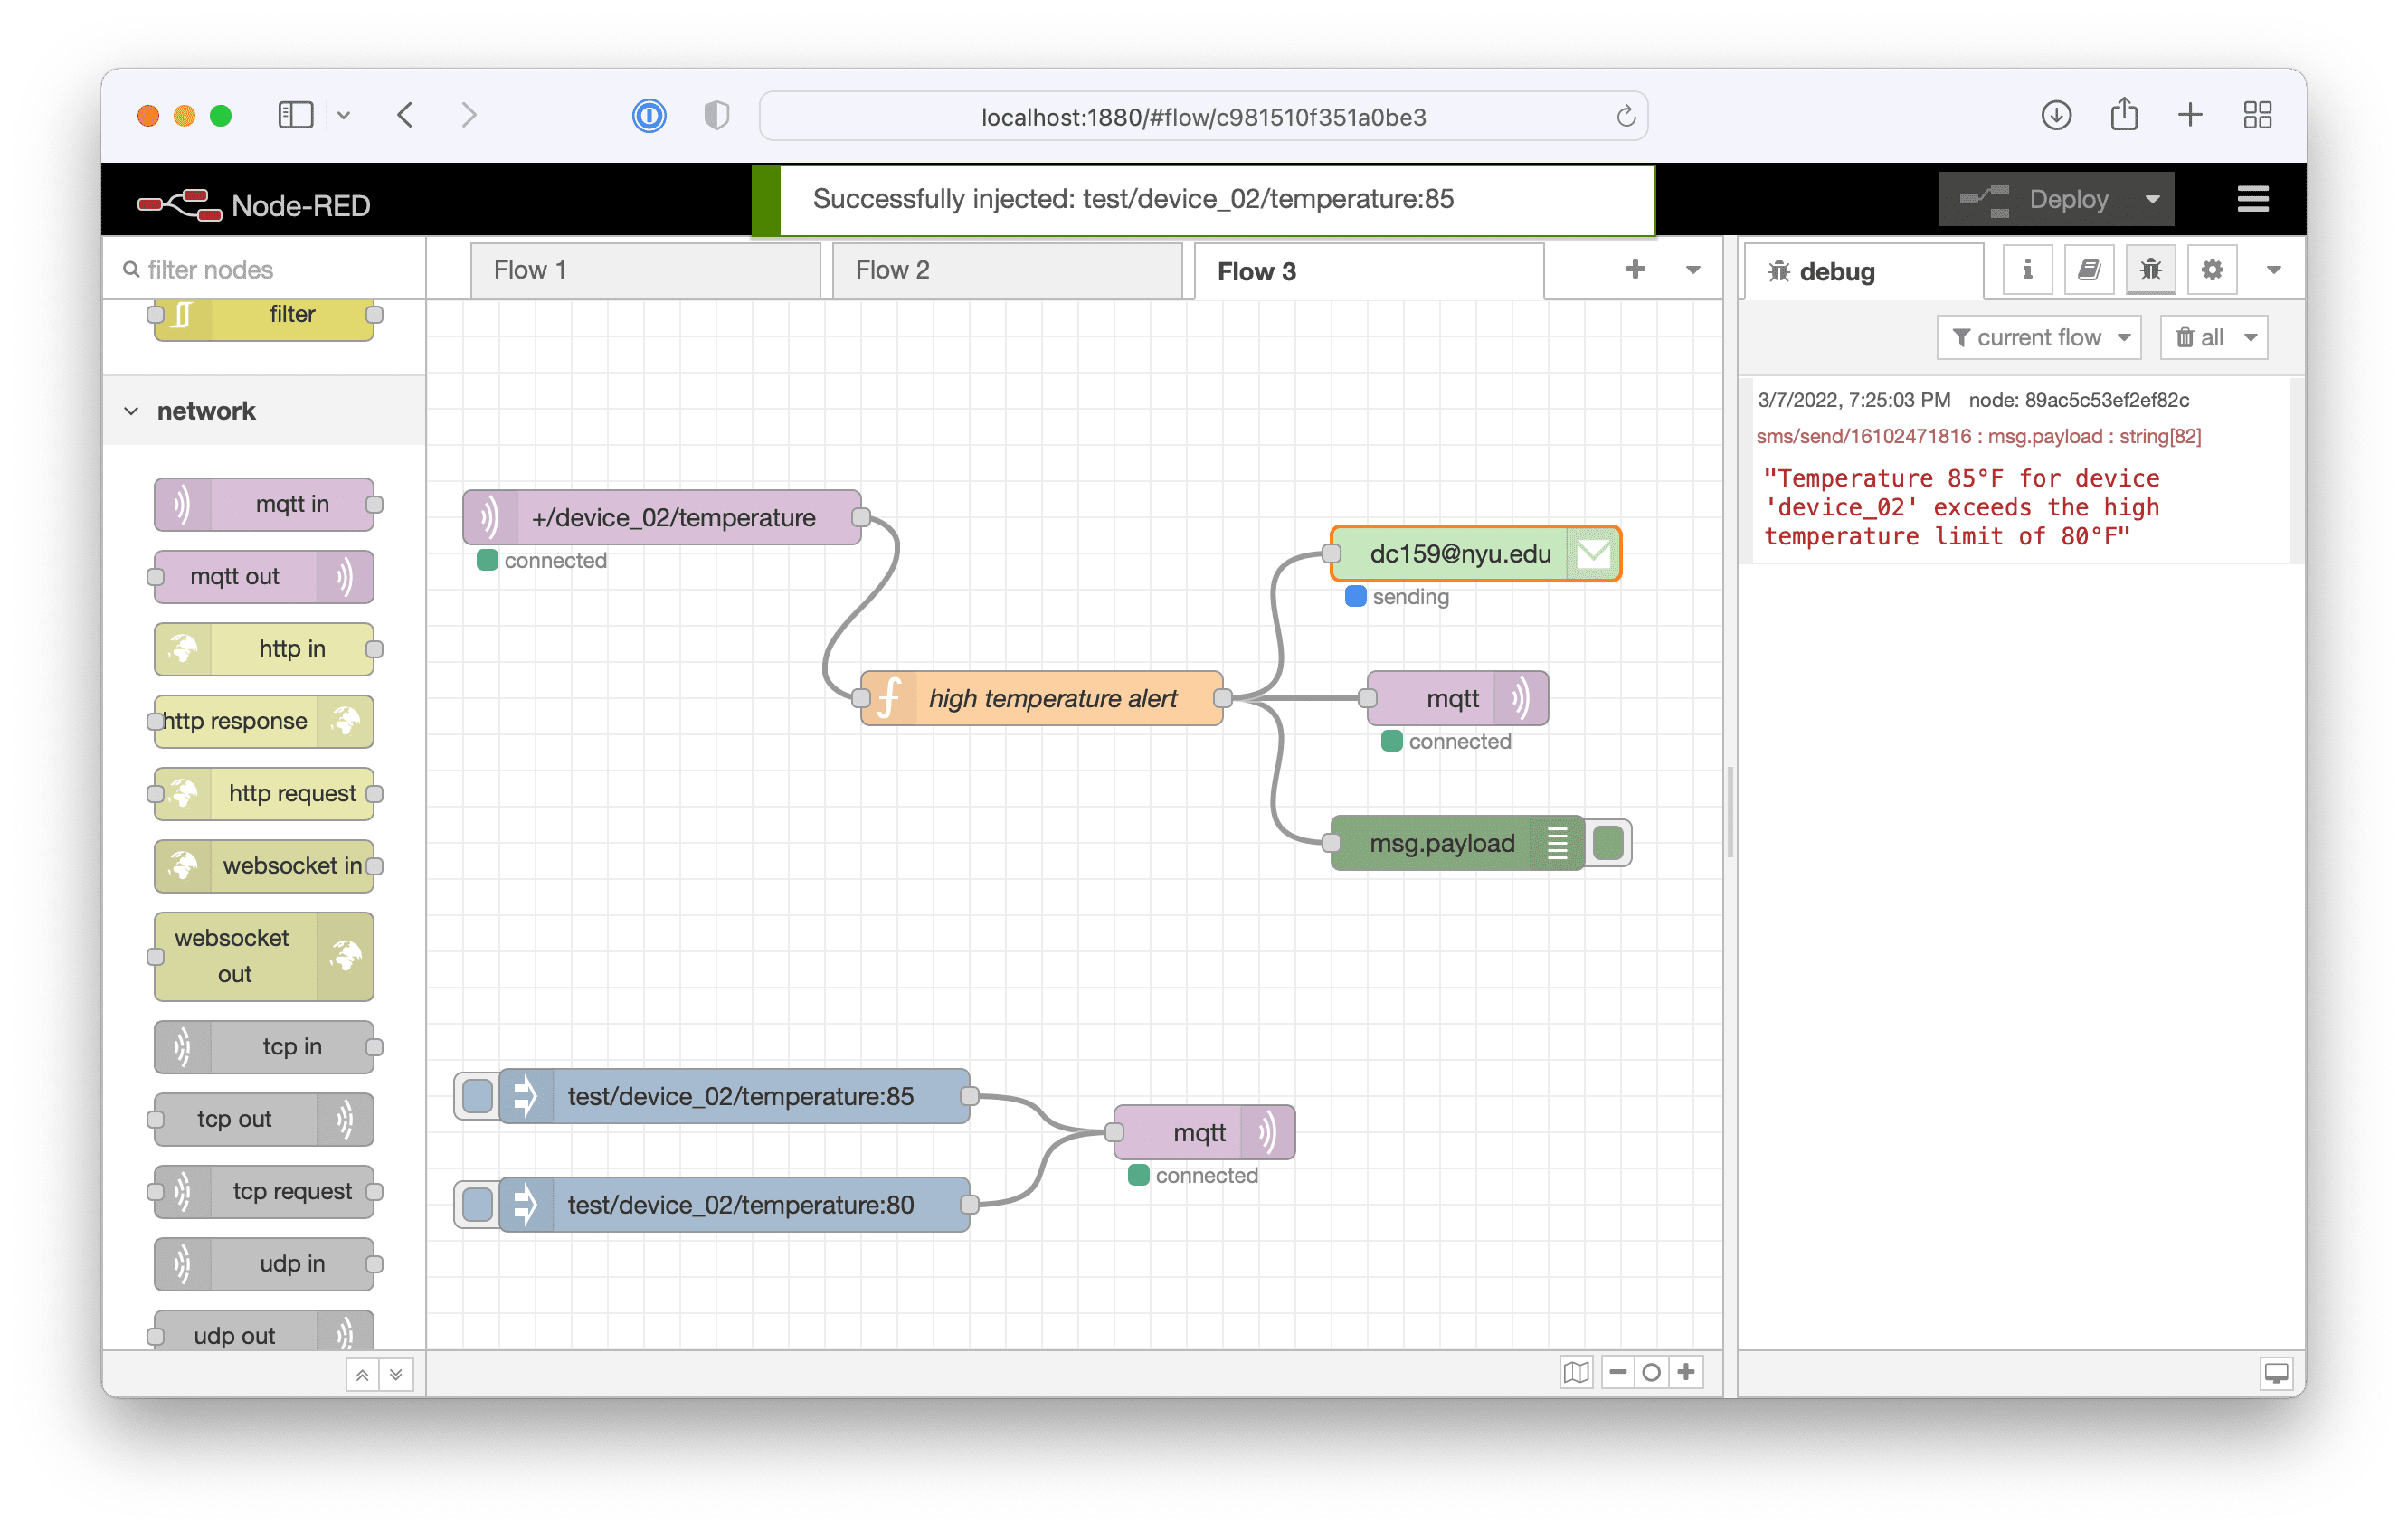 localhost:1880/#flow/c981510f351a0be3
Node-RED
Successfully injected: test/device_02/temperature:85
Deploy
filter nodes
Flow 1
Flow 2
Flow 3
debug
filter
current flow
all
network
3/7/2022, 7:25:03 PM node: 89ac5c53ef2ef82c
sms/send/16102471816 : msg.payload : string[82]
"Temperature 85°F for device
'device_02' exceeds the high
temperature limit of 80°F"
mqtt in
mqtt out
http in
http response
http request
websocket in
websocket
out
tcp in
tcp out
tcp request
udp in
udp out
+/device_02/temperature
connected
dc159@nyu.edu
sending
high temperature alert
mqtt
connected
msg.payload
test/device_02/temperature:85
mqtt
connected
test/device_02/temperature:80